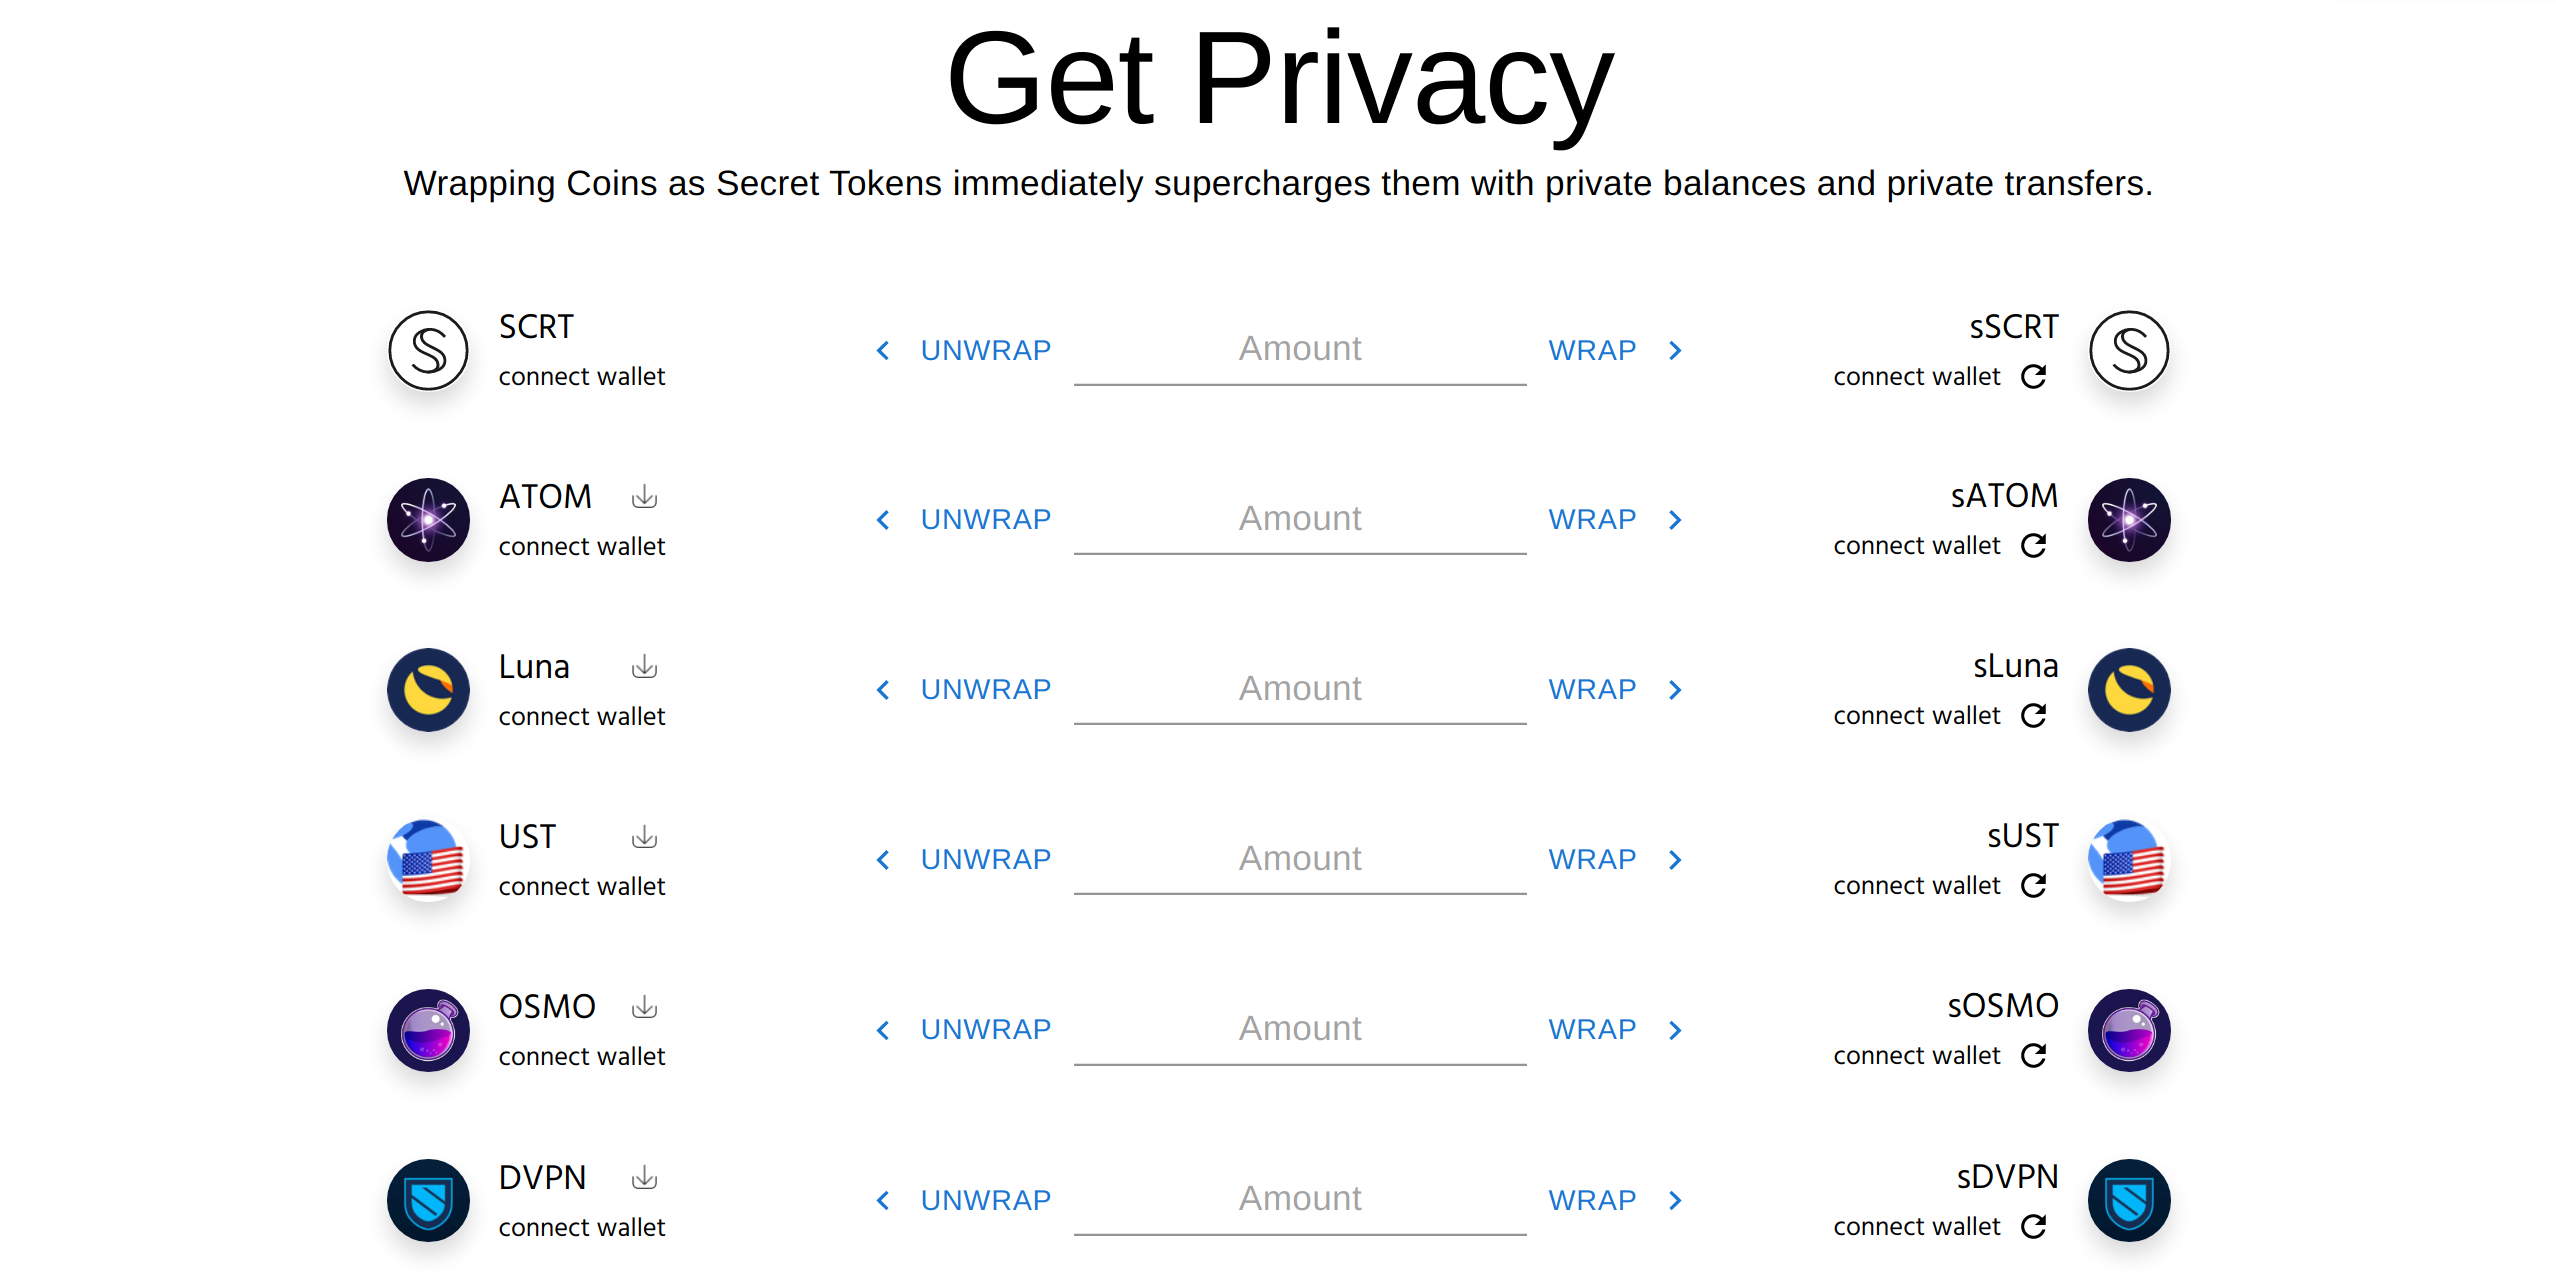 Get Privacy
Wrapping Coins as Secret Tokens immediately supercharges them with private balances and private transfers.
SCRT
connect wallet
UNWRAP Amount WRAP
sSCRT
connect wallet
ATOM
connect wallet
UNWRAP Amount WRAP
sATOM
connect wallet
Luna
connect wallet
UNWRAP Amount WRAP
sLuna
connect wallet
UST
connect wallet
UNWRAP Amount WRAP
sUST
connect wallet
OSMO
connect wallet
UNWRAP Amount WRAP
sOSMO
connect wallet
DVPN
connect wallet
UNWRAP Amount WRAP
sDVPN
connect wallet